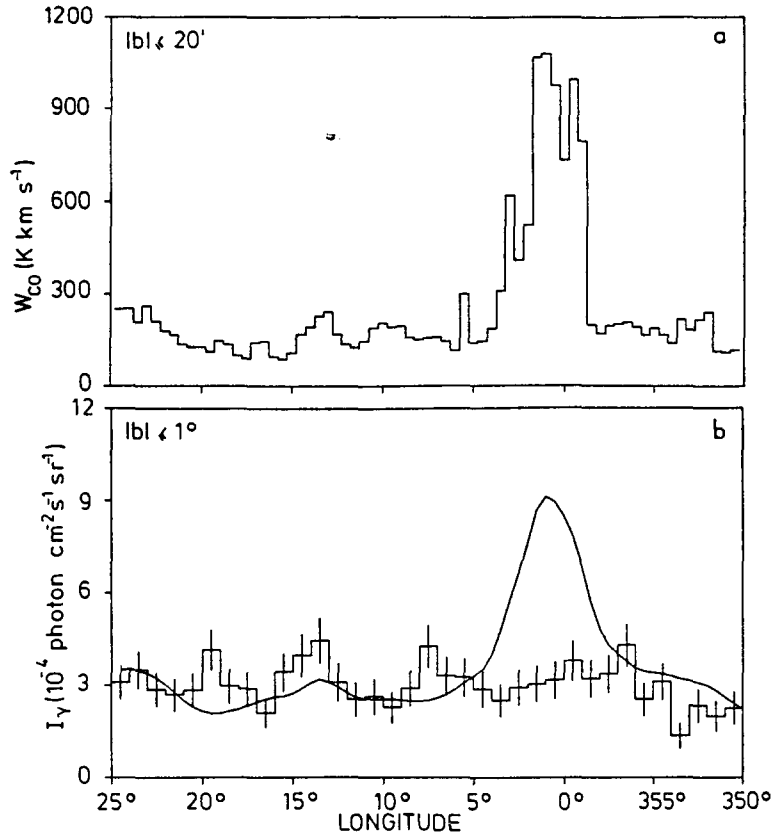 1200
|b| ≤ 20'
a
900
600
300
0
W_CO (K km s⁻¹)
12
|b| ≤ 1°
b
9
6
3
0
I_γ (10⁻⁴ photon cm⁻² s⁻¹ sr⁻¹)
25° 20° 15° 10° 5° 0° 355° 350°
LONGITUDE